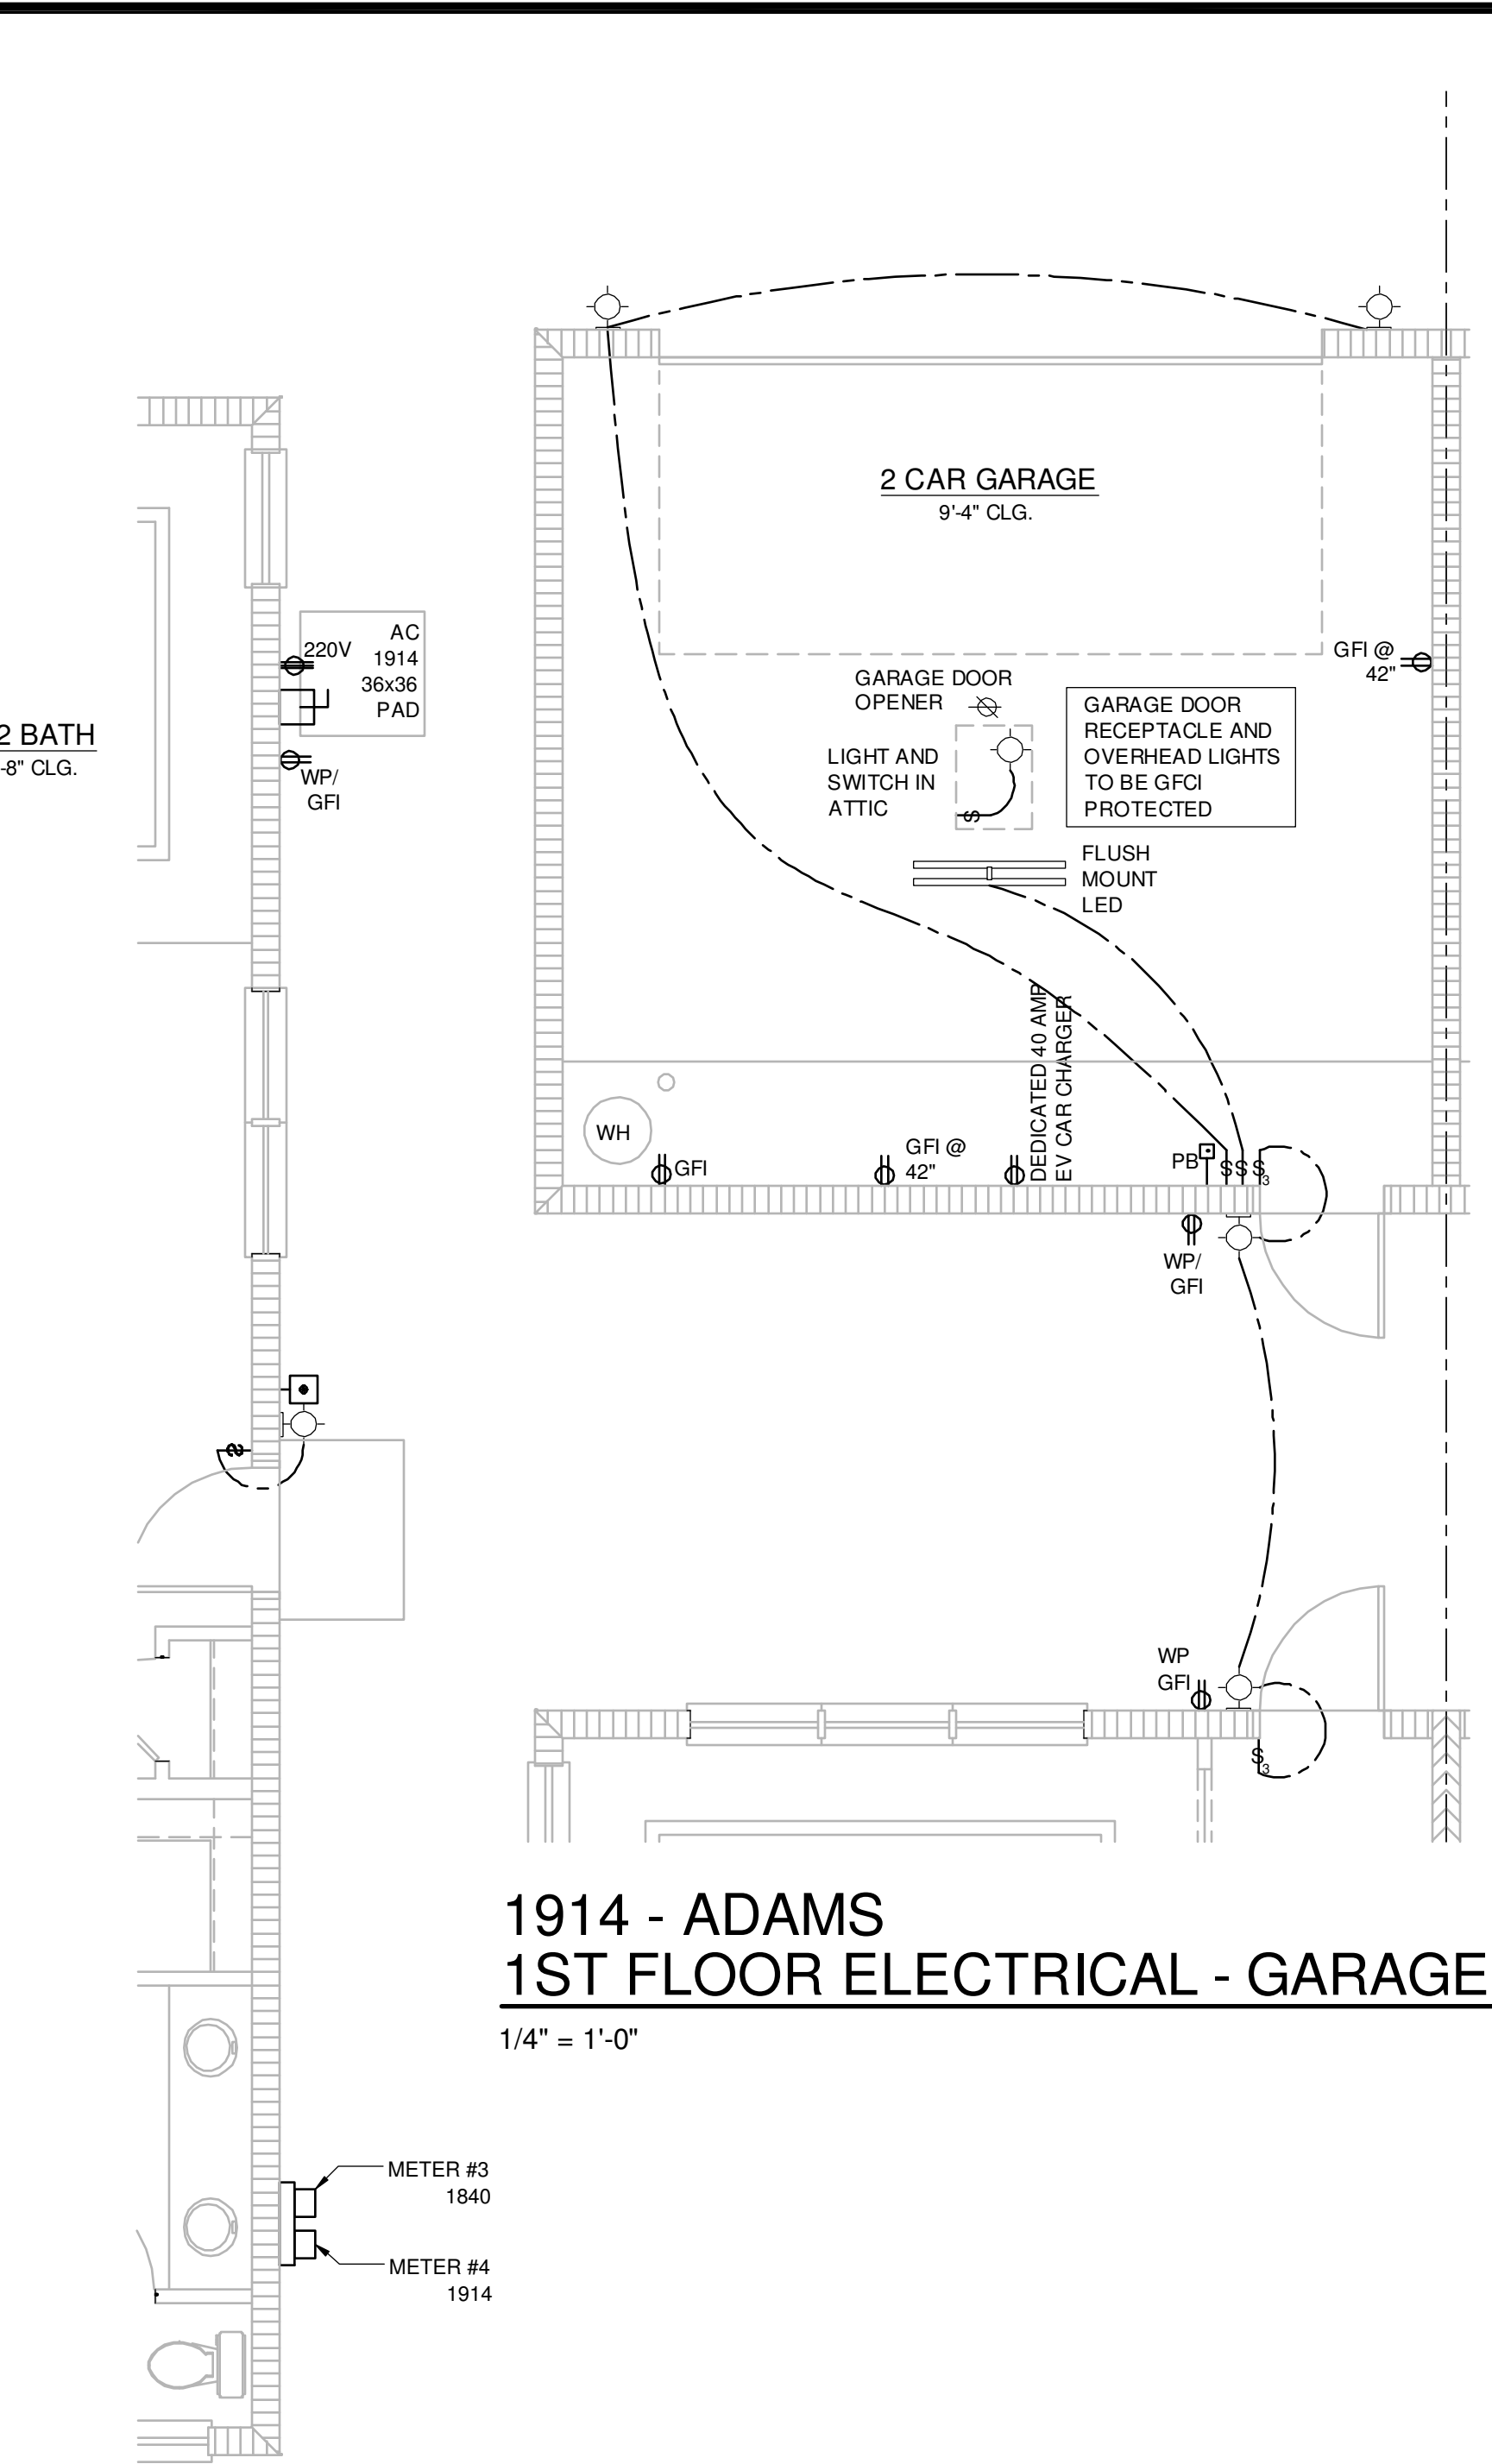 2 CAR GARAGE
9'-4" CLG.
220V
AC
1914
36x36
PAD
WP/
GFI
2 BATH
-8" CLG.
GFI @
42"
GARAGE DOOR
OPENER
LIGHT AND
SWITCH IN
ATTIC
S
GARAGE DOOR
RECEPTACLE AND
OVERHEAD LIGHTS
TO BE GFCI
PROTECTED
FLUSH
MOUNT
LED
DEDICATED 40 AMP
EV CAR CHARGER
WH
GFI
GFI @
42"
PB
S S S3
WP/
GFI
S
WP
GFI
S3
1914 - ADAMS
1ST FLOOR ELECTRICAL - GARAGE
1/4" = 1'-0"
METER #3
1840
METER #4
1914